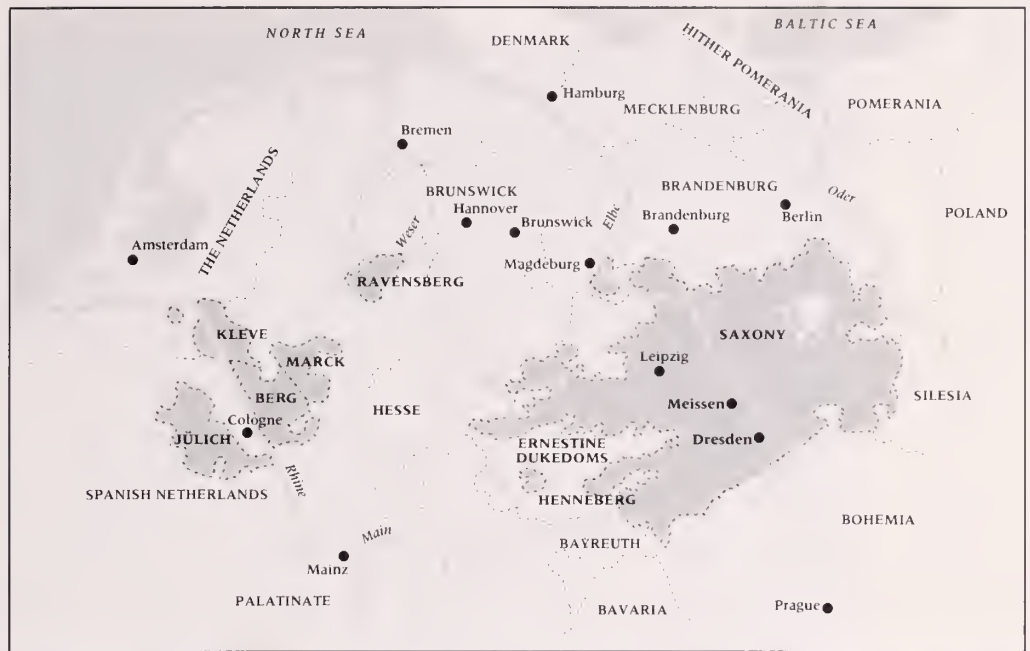 NORTH SEA
BALTIC SEA
DENMARK
HITHER POMERANIA
Hamburg
MECKLENBURG
POMERANIA
Bremen
THE NETHERLANDS
BRUNSWICK
Hannover
Brunswick
Weser
Elbe
BRANDENBURG
Brandenburg
Berlin
Oder
POLAND
Amsterdam
Magdeburg
RAVENSBERG
KLEVE
MARCK
SAXONY
Leipzig
BERG
HESSE
Meissen
SILESIA
Cologne
JÜLICH
Dresden
ERNESTINE
DUKEDOMS
Rhine
SPANISH NETHERLANDS
HENNEBERG
BOHEMIA
Main
BAYREUTH
Mainz
PALATINATE
BAVARIA
Prague